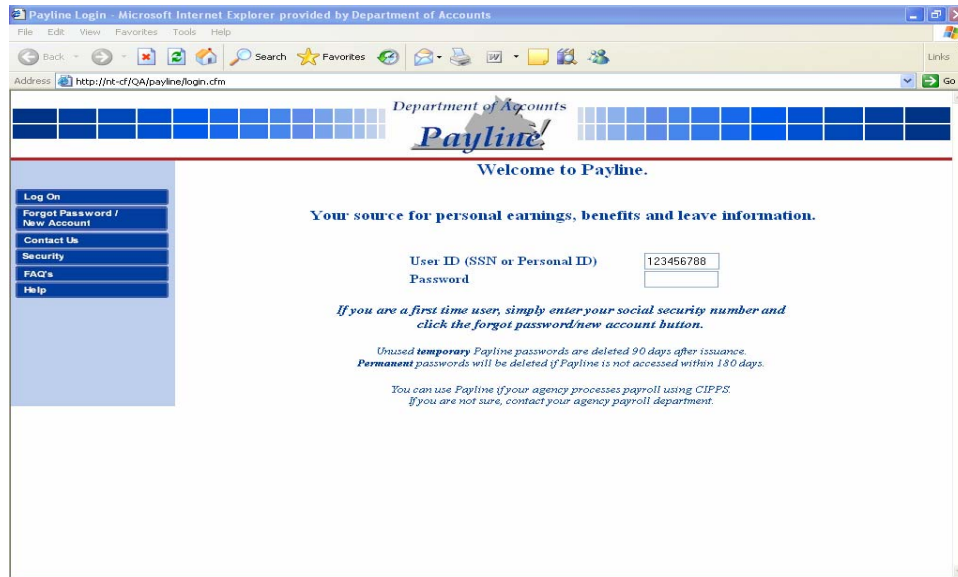 Payline Login - Microsoft Internet Explorer provided by Department of Accounts
File Edit View Favorites Tools Help
Back Search Favorites Links
Address http://nt-cf/QA/payline/login.cfm Go
Department of Accounts
Payline
Welcome to Payline.
Log On
Forgot Password /
New Account
Contact Us
Security
FAQ's
Help
Your source for personal earnings, benefits and leave information.
User ID (SSN or Personal ID) 123456788
Password
If you are a first time user, simply enter your social security number and
click the forgot password/new account button.
Unused temporary Payline passwords are deleted 90 days after issuance.
Permanent passwords will be deleted if Payline is not accessed within 180 days.
You can use Payline if your agency processes payroll using CIPPS.
If you are not sure, contact your agency payroll department.